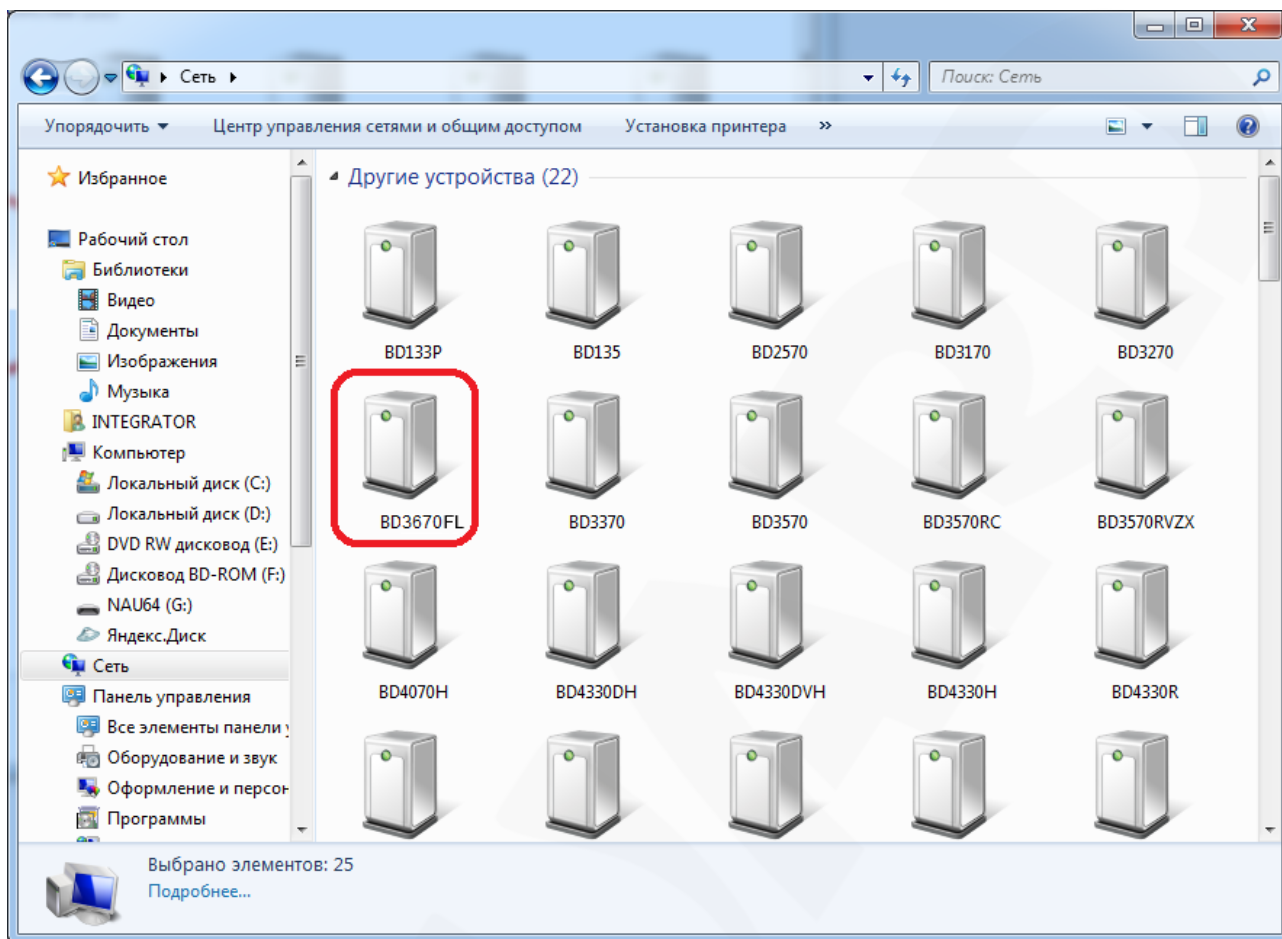 Сеть
Поиск: Сеть
Упорядочить
Центр управления сетями и общим доступом
Установка принтера
»
Избранное
Рабочий стол
Библиотеки
Видео
Документы
Изображения
Музыка
INTEGRATOR
Компьютер
Локальный диск (C:)
Локальный диск (D:)
DVD RW дисковод (E:)
Дисковод BD-ROM (F:)
NAU64 (G:)
Яндекс.Диск
Сеть
Панель управления
Все элементы панели
Оборудование и звук
Оформление и персон
Программы
Другие устройства (22)
BD133P
BD135
BD2570
BD3170
BD3270
BD3670FL
BD3370
BD3570
BD3570RC
BD3570RVZX
BD4070H
BD4330DH
BD4330DVH
BD4330H
BD4330R
Выбрано элементов: 25
Подробнее...